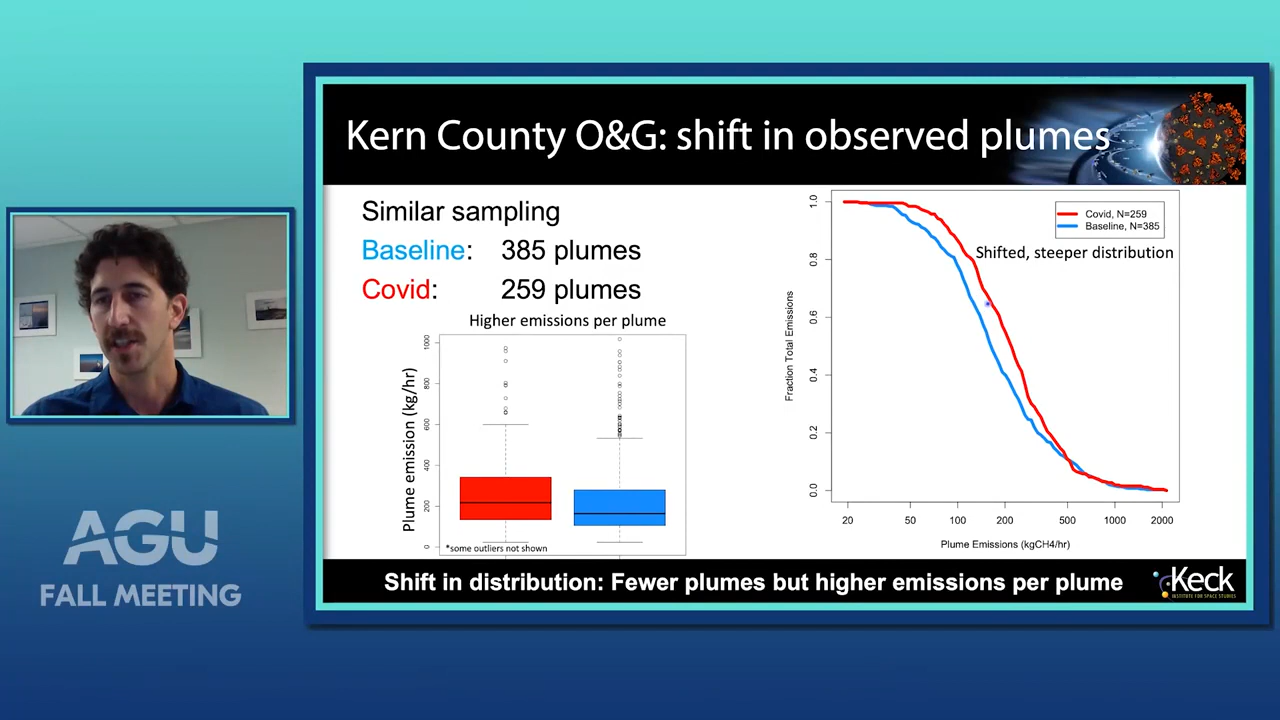 Kern County O&G: shift in observed plumes
Similar sampling
Baseline: 385 plumes
Covid: 259 plumes
Higher emissions per plume
Plume emission (kg/hr)
1000
800
600
400
200
0
*some outliers not shown
Covid, N=259
Baseline, N=385
Shifted, steeper distribution
Fraction Total Emissions
1.0
0.8
0.6
0.4
0.2
0.0
20 50 100 200 500 1000 2000
Plume Emissions (kgCH4/hr)
Shift in distribution: Fewer plumes but higher emissions per plume
Keck
INSTITUTE FOR SPACE STUDIES
AGU
FALL MEETING